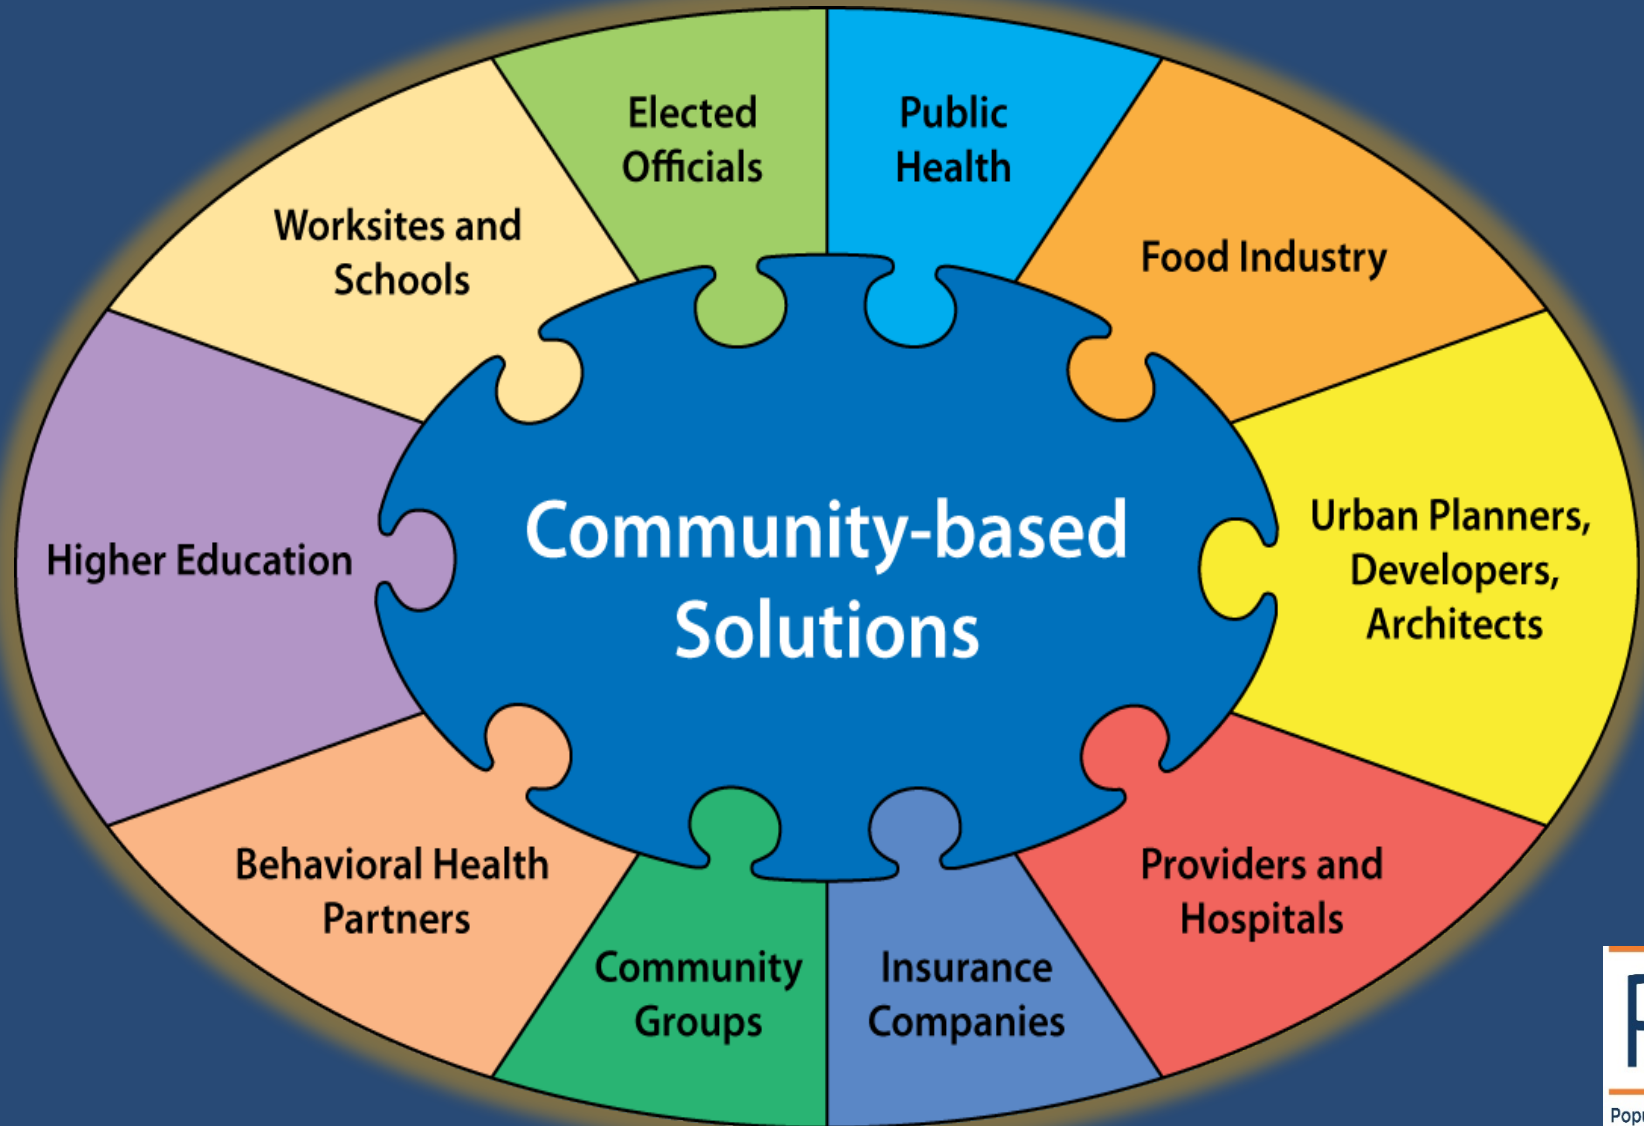 Elected
Officials
Public
Health
Worksites and
Schools
Food Industry
Higher Education
Community-based
Solutions
Urban Planners,
Developers,
Architects
Behavioral Health
Partners
Providers and
Hospitals
Community
Groups
Insurance
Companies